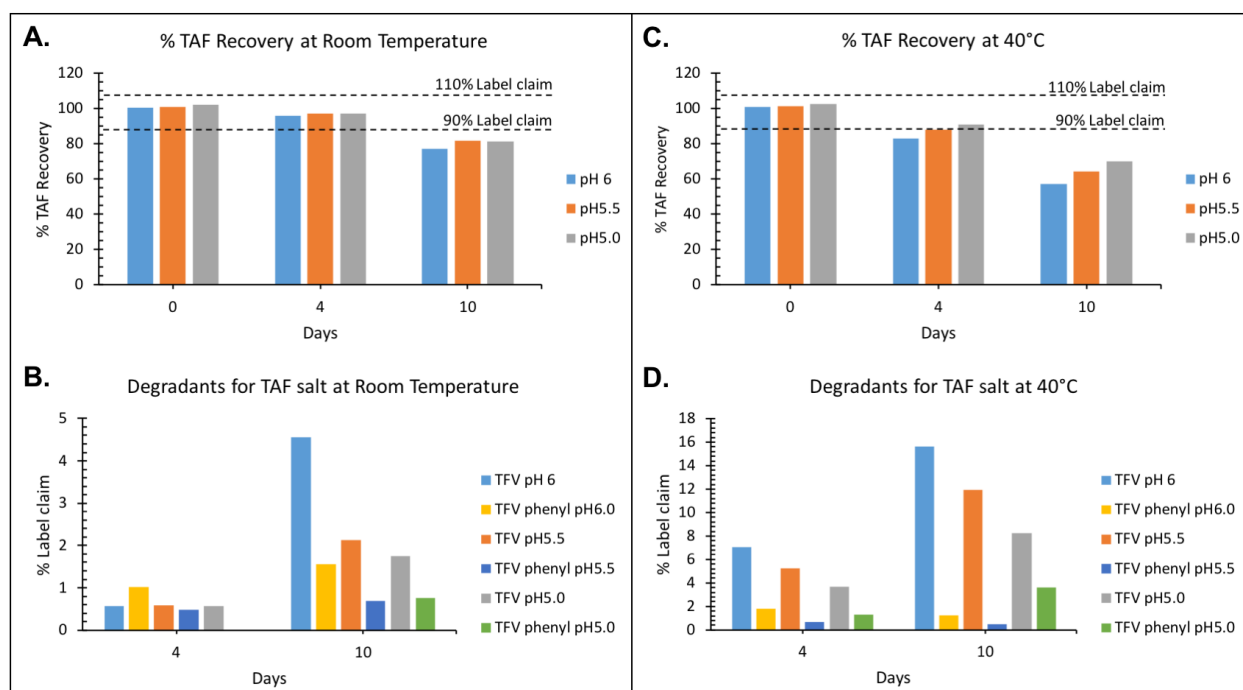 A.
% TAF Recovery at Room Temperature
120
100
80
60
40
20
0
% TAF Recovery
110% Label claim
90% Label claim
0 4 10
Days
pH 6
pH5.5
pH5.0
B.
Degradants for TAF salt at Room Temperature
5
4
3
2
1
0
% Label claim
4 10
Days
TFV pH 6
TFV phenyl pH6.0
TFV pH5.5
TFV phenyl pH5.5
TFV pH5.0
TFV phenyl pH5.0
C.
% TAF Recovery at 40°C
120
100
80
60
40
20
0
% TAF Recovery
110% Label claim
90% Label claim
0 4 10
Days
pH 6
pH5.5
pH5.0
D.
Degradants for TAF salt at 40°C
18
16
14
12
10
8
6
4
2
0
% Label claim
4 10
Days
TFV pH 6
TFV phenyl pH6.0
TFV pH5.5
TFV phenyl pH5.5
TFV pH5.0
TFV phenyl pH5.0